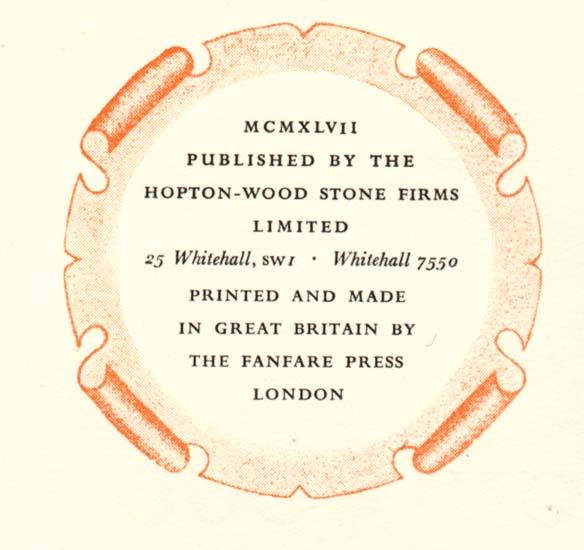 MCMXLVII
PUBLISHED BY THE
HOPTON-WOOD STONE FIRMS
LIMITED
25 Whitehall, SW1 · Whitehall 7550
PRINTED AND MADE
IN GREAT BRITAIN BY
THE FANFARE PRESS
LONDON